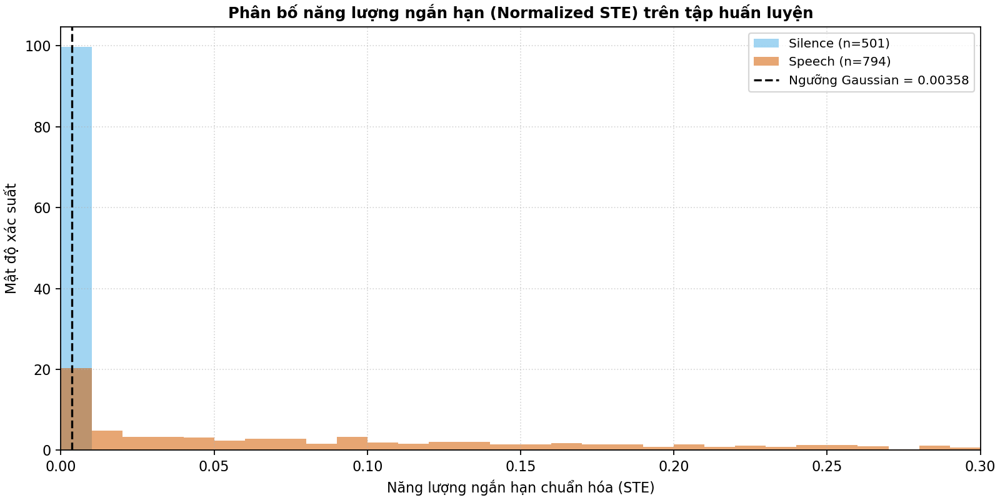 Phân bố năng lượng ngắn hạn (Normalized STE) trên tập huấn luyện
Silence (n=501)
Speech (n=794)
Ngưỡng Gaussian = 0.00358
Mật độ xác suất
100
80
60
40
20
0
0.00 0.05 0.10 0.15 0.20 0.25 0.30
Năng lượng ngắn hạn chuẩn hóa (STE)